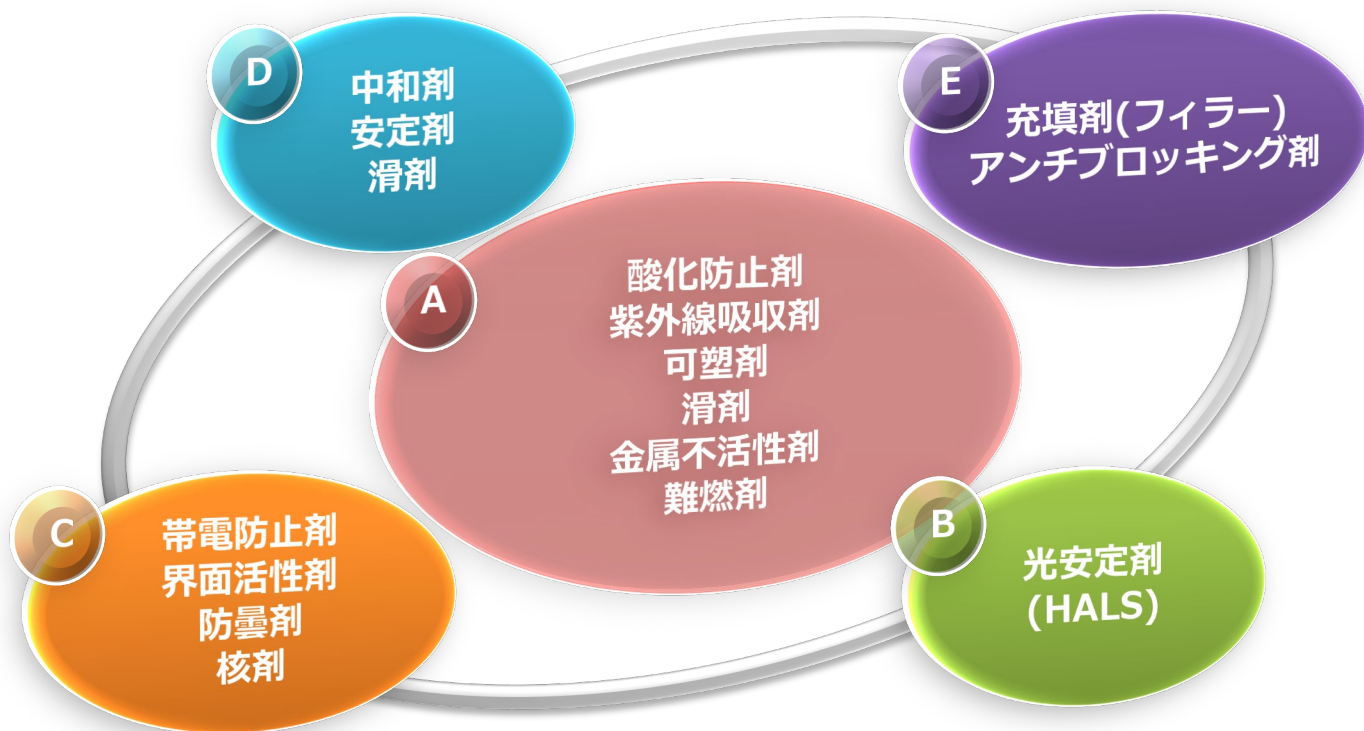 D
中和剤
安定剤
滑剤
E
充填剤(フィラー)
アンチブロッキング剤
A
酸化防止剤
紫外線吸収剤
可塑剤
滑剤
金属不活性剤
難燃剤
C
帯電防止剤
界面活性剤
防曇剤
核剤
B
光安定剤
(HALS)